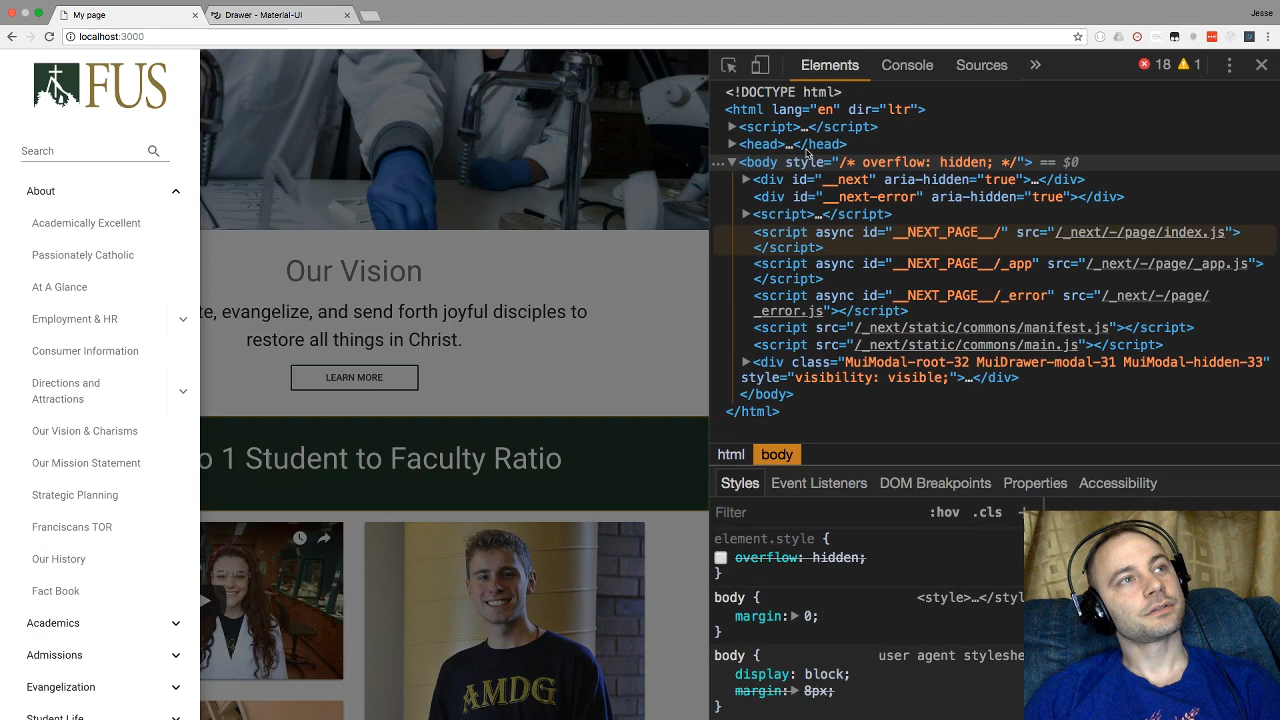 My page
Drawer - Material-UI
Jesse
localhost:3000
FUS
Search
About
Academically Excellent
Passionately Catholic
At A Glance
Employment & HR
Consumer Information
Directions and
Attractions
Our Vision & Charisms
Our Mission Statement
Strategic Planning
Franciscans TOR
Our History
Fact Book
Academics
Admissions
Evangelization
Student Life
Our Vision
te, evangelize, and send forth joyful disciples to
restore all things in Christ.
LEARN MORE
o 1 Student to Faculty Ratio
AMDG
Elements Console Sources » 18 1
<!DOCTYPE html>
<html lang="en" dir="ltr">
<script>…</script>
<head>…</head>
… <body style="/* overflow: hidden; */"> == $0
<div id="__next" aria-hidden="true">…</div>
<div id="__next-error" aria-hidden="true"></div>
<script>…</script>
<script async id="__NEXT_PAGE__/" src="/_next/-/page/index.js">
</script>
<script async id="__NEXT_PAGE__/_app" src="/_next/-/page/_app.js">
</script>
<script async id="__NEXT_PAGE__/_error" src="/_next/-/page/
_error.js"></script>
<script src="/_next/static/commons/manifest.js"></script>
<script src="/_next/static/commons/main.js"></script>
<div class="MuiModal-root-32 MuiDrawer-modal-31 MuiModal-hidden-33"
style="visibility: visible;">…</div>
</body>
</html>
html body
Styles Event Listeners DOM Breakpoints Properties Accessibility
Filter :hov .cls +
element.style {
overflow: hidden;
}
body { <style>…</styl
margin: 0;
}
body { user agent styleshe
display: block;
margin: 8px;
}